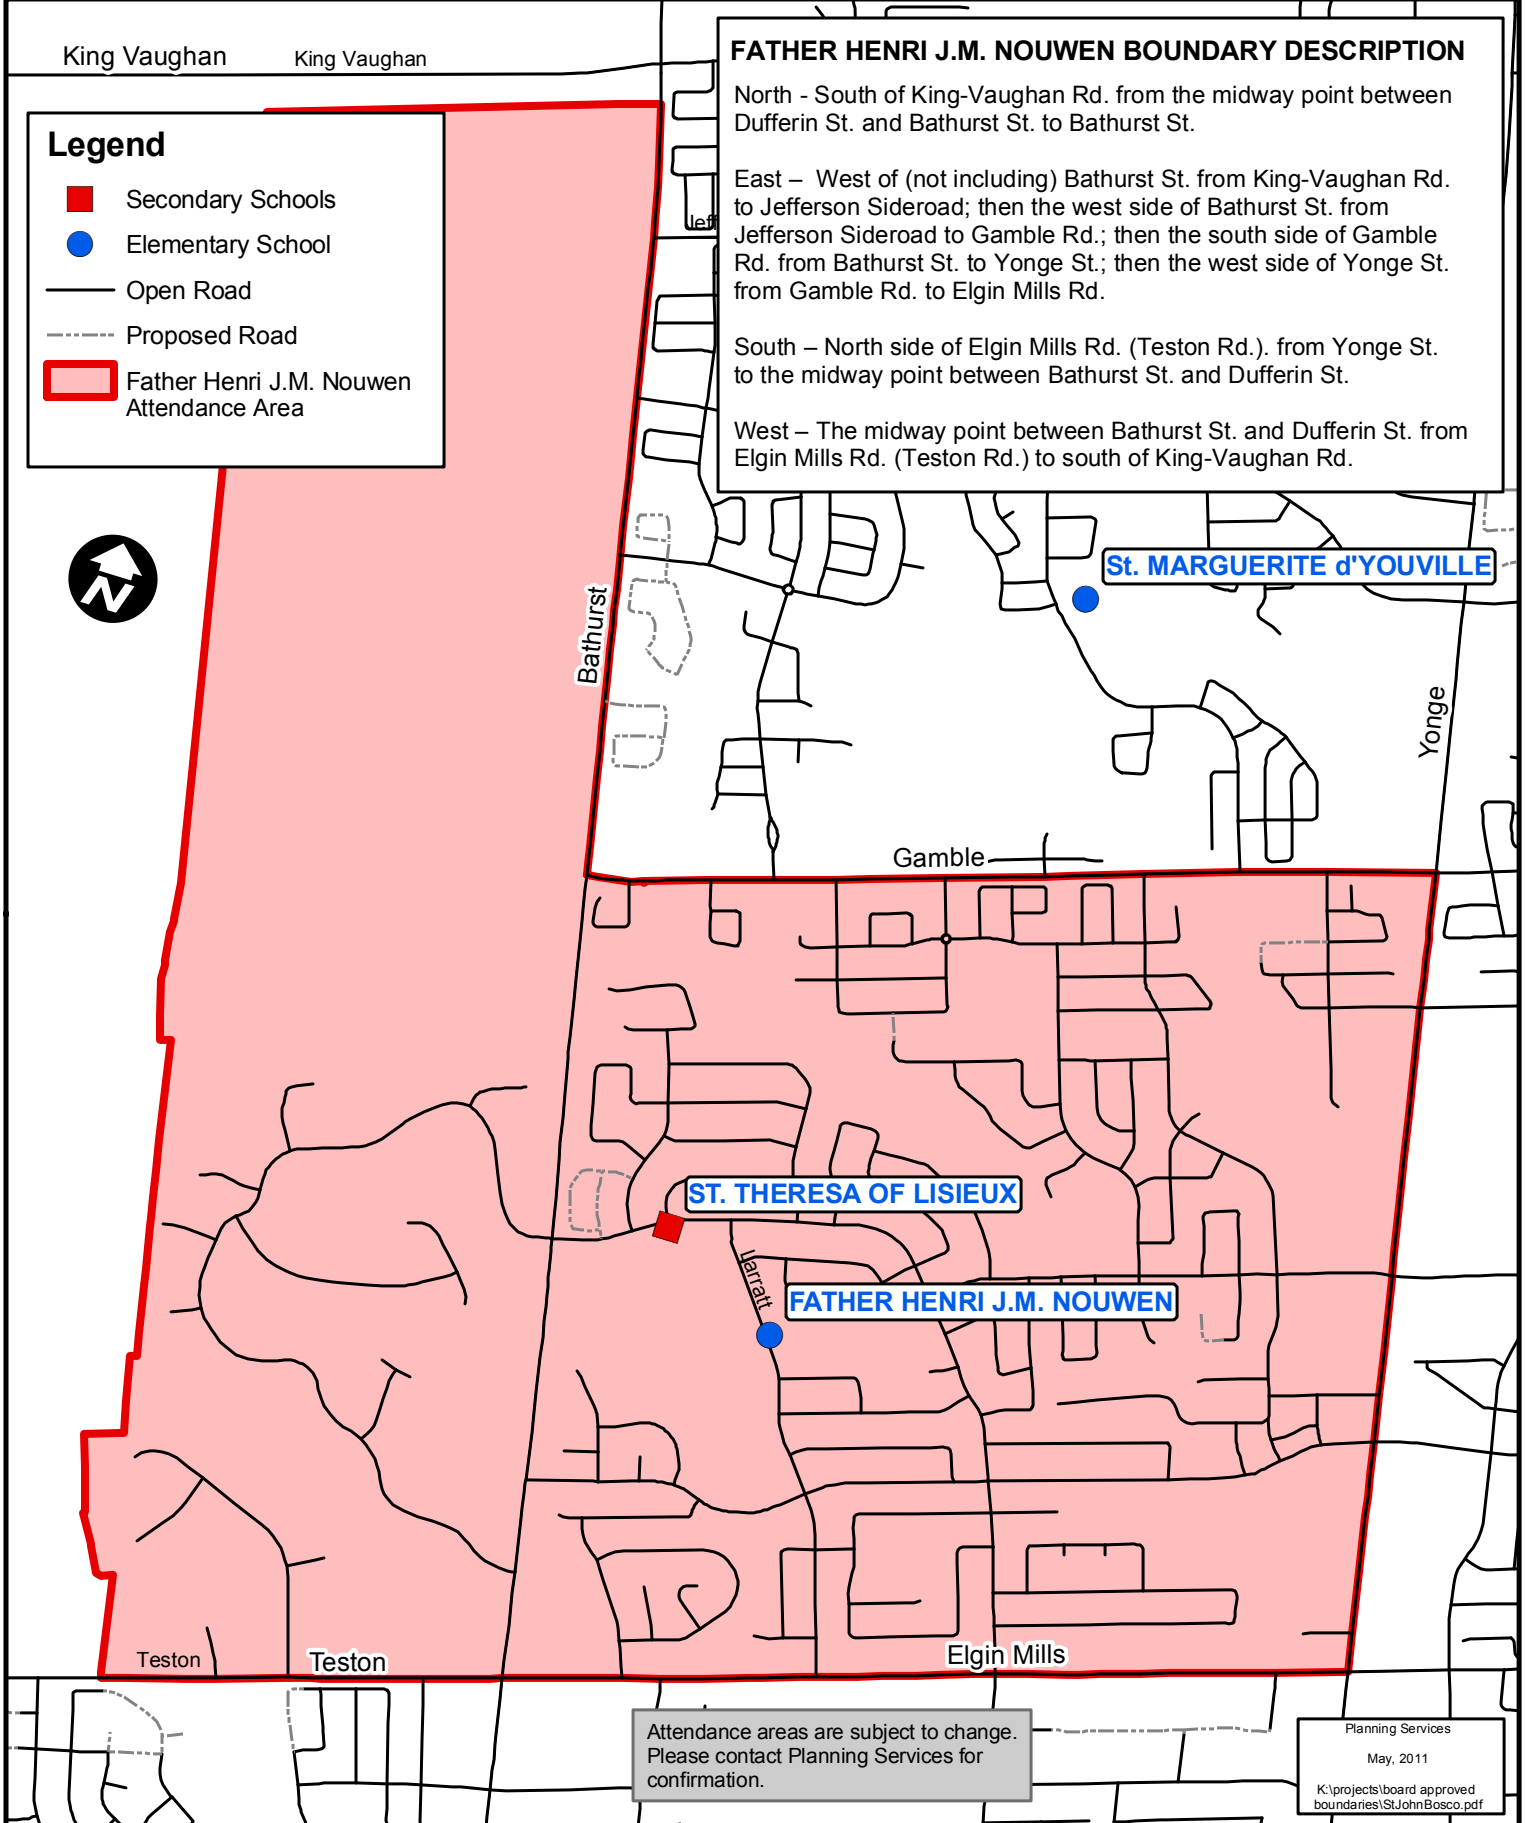 King Vaughan
King Vaughan
FATHER HENRI J.M. NOUWEN BOUNDARY DESCRIPTION
North - South of King-Vaughan Rd. from the midway point between
Dufferin St. and Bathurst St. to Bathurst St.
East – West of (not including) Bathurst St. from King-Vaughan Rd.
to Jefferson Sideroad; then the west side of Bathurst St. from
Jefferson Sideroad to Gamble Rd.; then the south side of Gamble
Rd. from Bathurst St. to Yonge St.; then the west side of Yonge St.
from Gamble Rd. to Elgin Mills Rd.
South – North side of Elgin Mills Rd. (Teston Rd.). from Yonge St.
to the midway point between Bathurst St. and Dufferin St.
West – The midway point between Bathurst St. and Dufferin St. from
Elgin Mills Rd. (Teston Rd.) to south of King-Vaughan Rd.
Legend
Secondary Schools
Elementary School
Open Road
Proposed Road
Father Henri J.M. Nouwen
Attendance Area
Jeff
N
St. MARGUERITE d'YOUVILLE
Bathurst
Yonge
Gamble
ST. THERESA OF LISIEUX
Larratt
FATHER HENRI J.M. NOUWEN
Teston
Teston
Elgin Mills
Attendance areas are subject to change.
Please contact Planning Services for
confirmation.
Planning Services
May, 2011
K:\projects\board approved
boundaries\StJohnBosco.pdf